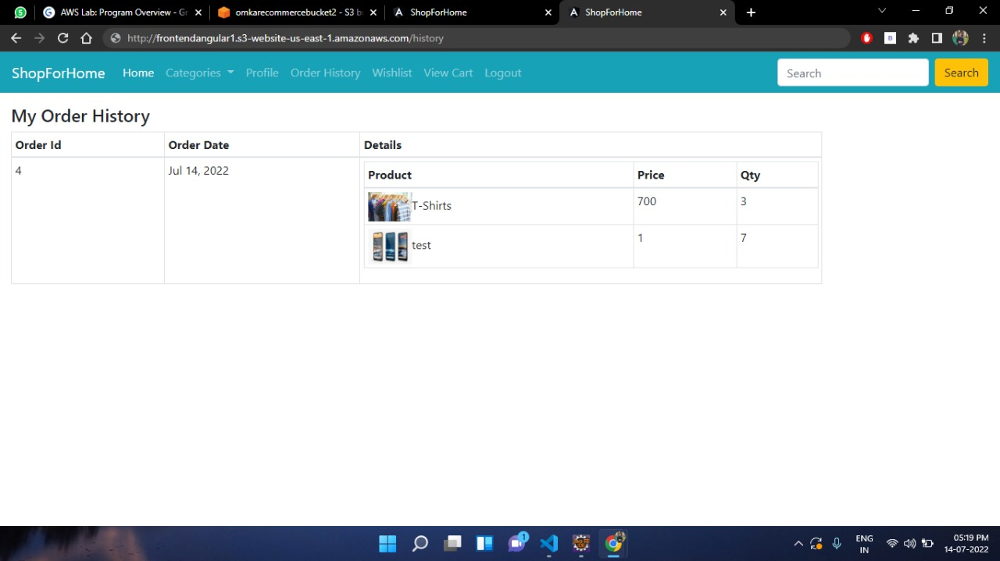 5
AWS Lab: Program Overview - Gr
omkarecommercebucket2 - S3 bu
ShopForHome
ShopForHome
http://frontendangular1.s3-website-us-east-1.amazonaws.com/history
B
ShopForHome Home Categories Profile Order History Wishlist View Cart Logout Search Search
My Order History
Order Id Order Date Details
4 Jul 14, 2022
Product Price Qty
T-Shirts 700 3
test 1 7
1
ENG 05:19 PM
IN 14-07-2022